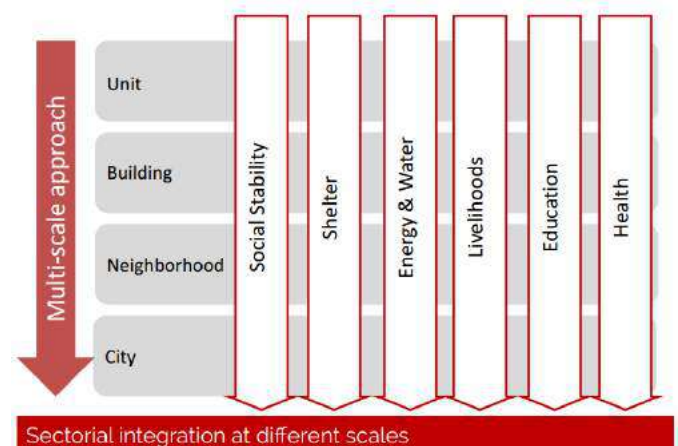 Multi-scale approach
Unit
Building
Neighborhood
City
Social Stability
Shelter
Energy & Water
Livelihoods
Education
Health
Sectorial integration at different scales